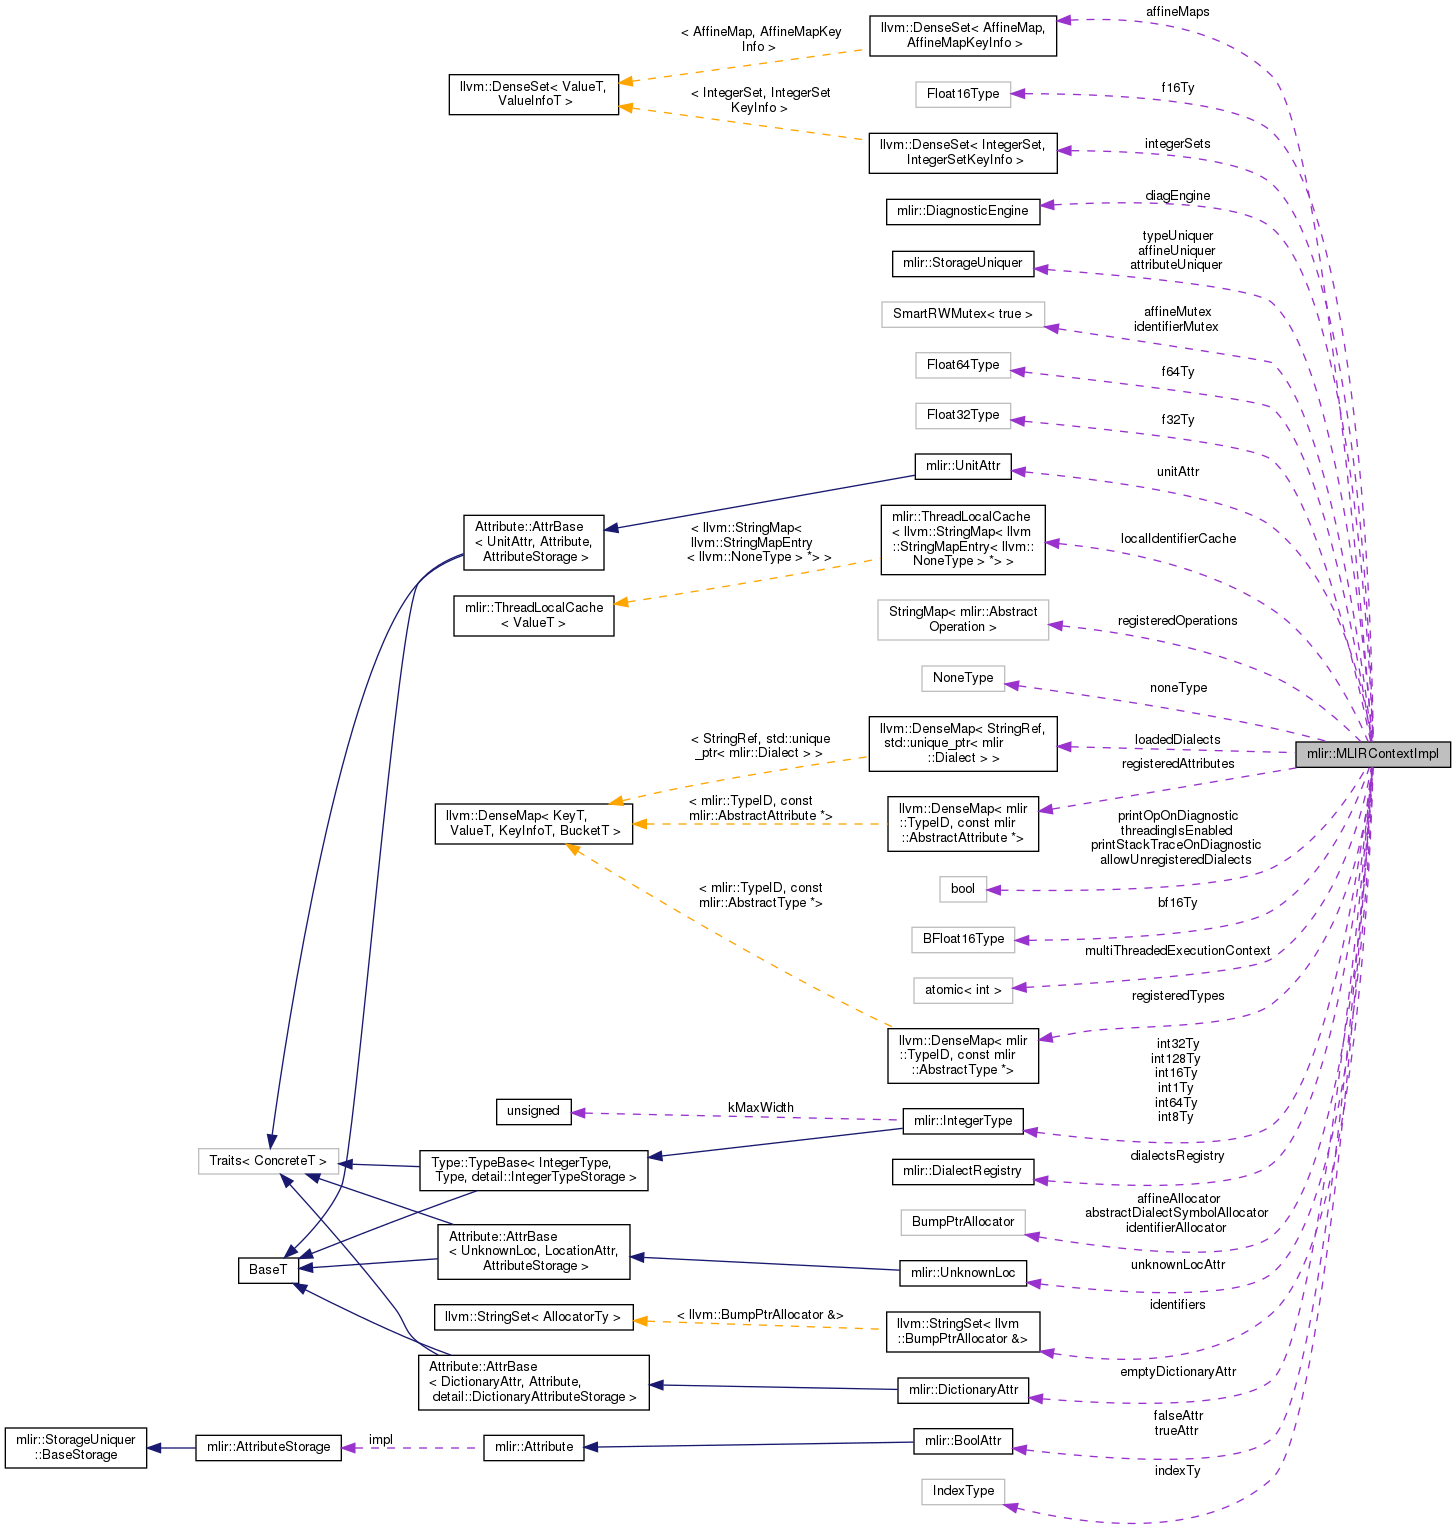 affineMaps
llvm::DenseSet< AffineMap,
AffineMapKeyInfo >
< AffineMap, AffineMapKey
Info >
llvm::DenseSet< ValueT,
ValueInfoT >
f16Ty
Float16Type
< IntegerSet, IntegerSet
KeyInfo >
integerSets
llvm::DenseSet< IntegerSet,
IntegerSetKeyInfo >
diagEngine
mlir::DiagnosticEngine
typeUniquer
affineUniquer
attributeUniquer
mlir::StorageUniquer
affineMutex
identifierMutex
SmartRWMutex< true >
f64Ty
Float64Type
f32Ty
Float32Type
unitAttr
mlir::UnitAttr
Attribute::AttrBase
< UnitAttr, Attribute,
AttributeStorage >
< llvm::StringMap<
llvm::StringMapEntry
< llvm::NoneType > *> >
mlir::ThreadLocalCache
< llvm::StringMap< llvm
::StringMapEntry< llvm::
NoneType > *> >
localIdentifierCache
mlir::ThreadLocalCache
< ValueT >
StringMap< mlir::Abstract
Operation >
registeredOperations
NoneType
noneType
< StringRef, std::unique
_ptr< mlir::Dialect > >
llvm::DenseMap< StringRef,
std::unique_ptr< mlir
::Dialect > >
loadedDialects
mlir::MLIRContextImpl
registeredAttributes
llvm::DenseMap< KeyT,
ValueT, KeyInfoT, BucketT >
< mlir::TypeID, const
mlir::AbstractAttribute *>
llvm::DenseMap< mlir
::TypeID, const mlir
::AbstractAttribute *>
printOpOnDiagnostic
threadingIsEnabled
printStackTraceOnDiagnostic
allowUnregisteredDialects
bool
< mlir::TypeID, const
mlir::AbstractType *>
bf16Ty
BFloat16Type
multiThreadedExecutionContext
atomic< int >
registeredTypes
llvm::DenseMap< mlir
::TypeID, const mlir
::AbstractType *>
int32Ty
int128Ty
int16Ty
int1Ty
int64Ty
int8Ty
unsigned
kMaxWidth
mlir::IntegerType
Traits< ConcreteT >
Type::TypeBase< IntegerType,
Type, detail::IntegerTypeStorage >
dialectsRegistry
mlir::DialectRegistry
affineAllocator
abstractDialectSymbolAllocator
identifierAllocator
BumpPtrAllocator
Attribute::AttrBase
< UnknownLoc, LocationAttr,
AttributeStorage >
BaseT
mlir::UnknownLoc
unknownLocAttr
llvm::StringSet< AllocatorTy >
< llvm::BumpPtrAllocator &>
llvm::StringSet< llvm
::BumpPtrAllocator &>
identifiers
Attribute::AttrBase
< DictionaryAttr, Attribute,
detail::DictionaryAttributeStorage >
mlir::DictionaryAttr
emptyDictionaryAttr
falseAttr
trueAttr
mlir::StorageUniquer
::BaseStorage
mlir::AttributeStorage
impl
mlir::Attribute
mlir::BoolAttr
indexTy
IndexType